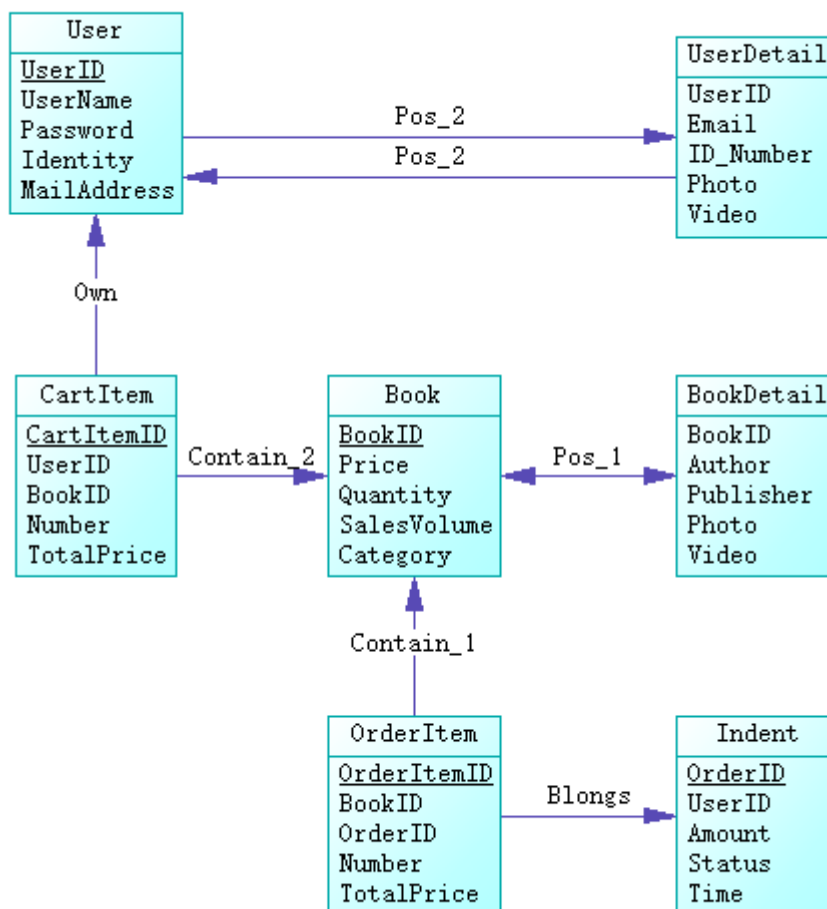 User
UserID
UserName
Password
Identity
MailAddress
UserDetail
UserID
Email
ID_Number
Photo
Video
Pos_2
Pos_2
Own
CartItem
CartItemID
UserID
BookID
Number
TotalPrice
Contain_2
Book
BookID
Price
Quantity
SalesVolume
Category
Pos_1
BookDetail
BookID
Author
Publisher
Photo
Video
Contain_1
OrderItem
OrderItemID
BookID
OrderID
Number
TotalPrice
Blongs
Indent
OrderID
UserID
Amount
Status
Time